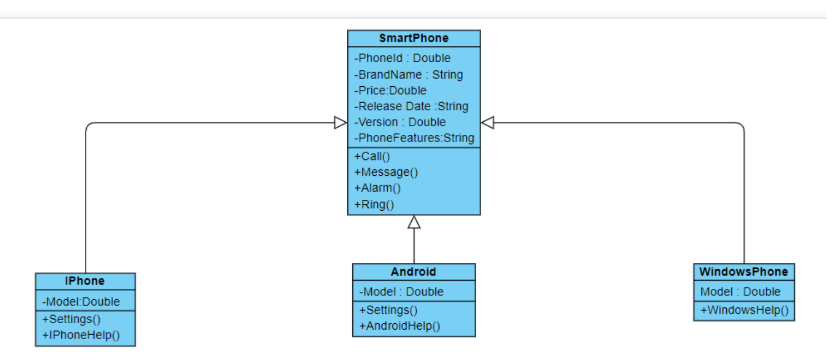 SmartPhone
-PhoneId : Double
-BrandName : String
-Price:Double
-Release Date :String
-Version : Double
-PhoneFeatures:String
+Call()
+Message()
+Alarm()
+Ring()
IPhone
-Model:Double
+Settings()
+IPhoneHelp()
Android
-Model : Double
+Settings()
+AndroidHelp()
WindowsPhone
Model : Double
+WindowsHelp()